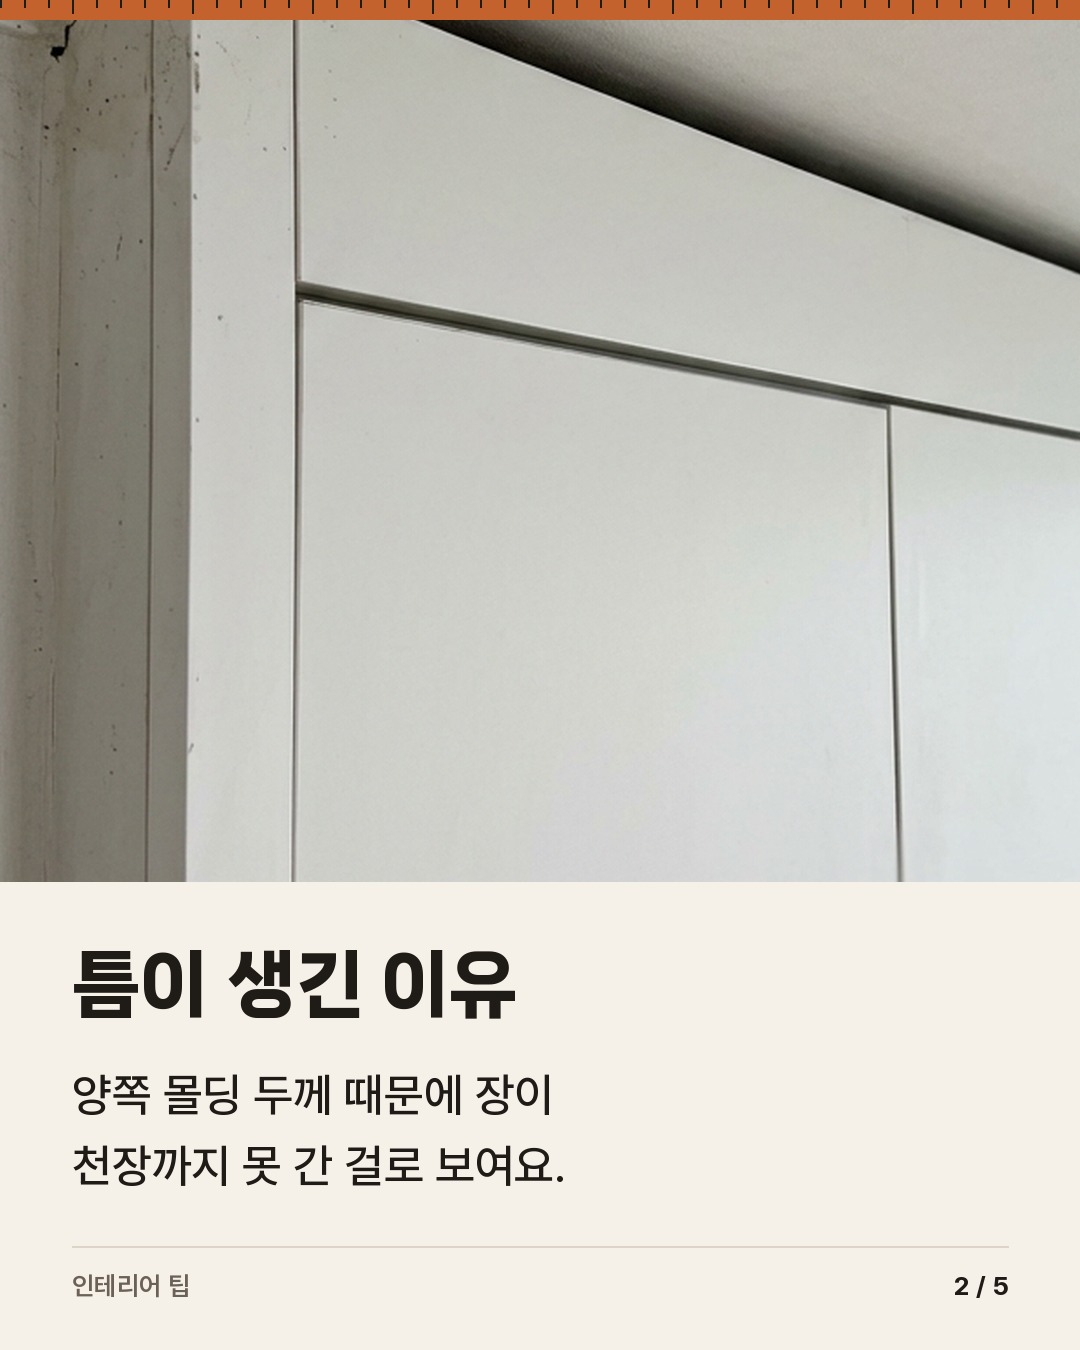 틈이 생긴 이유
양쪽 몰딩 두께 때문에 장이
천장까지 못 간 걸로 보여요.
인테리어 팁
2 / 5